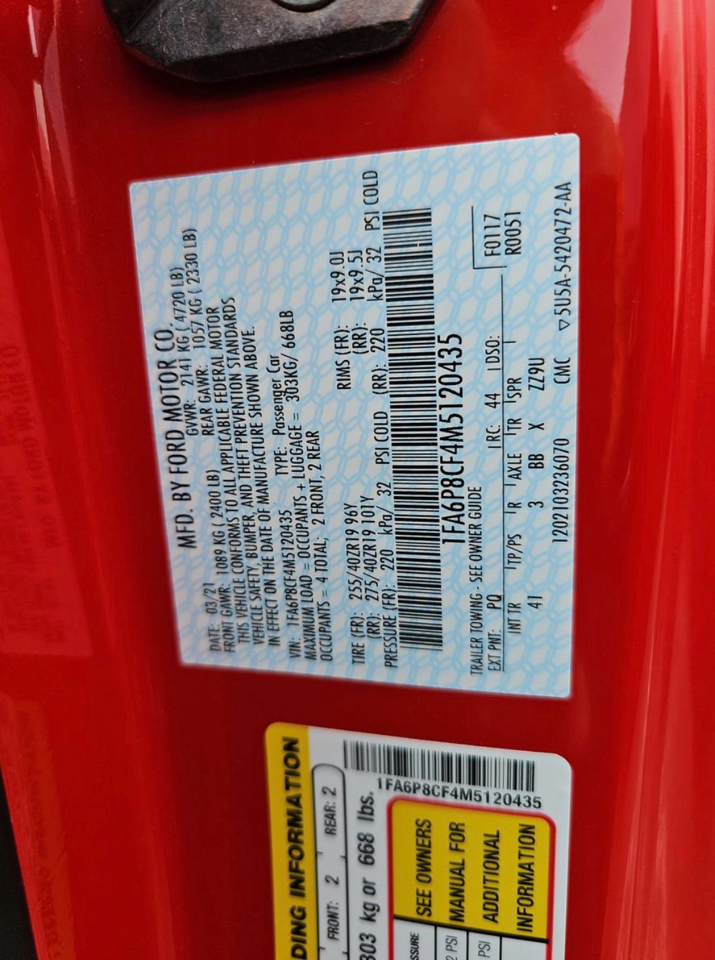 MFD. BY FORD MOTOR CO.
DATE: 03/21 GVWR: 2141 KG ( 4720 LB)
FRONT GAWR: 1089 KG ( 2400 LB) REAR GAWR: 1057 KG ( 2330 LB)
THIS VEHICLE CONFORMS TO ALL APPLICABLE FEDERAL MOTOR
VEHICLE SAFETY, BUMPER, AND THEFT PREVENTION STANDARDS
IN EFFECT ON THE DATE OF MANUFACTURE SHOWN ABOVE.
VIN: 1FA6P8CF4M5120435 TYPE: Passenger Car
MAXIMUM LOAD = OCCUPANTS + LUGGAGE = 303KG/ 668LB
OCCUPANTS = 4 TOTAL; 2 FRONT, 2 REAR
TIRE (FR): 255/40ZR19 96Y RIMS (FR): 19x9.0J
(RR): 275/40ZR19 101Y (RR): 19x9.5J
PRESSURE (FR): 220 kPa/ 32 PSI COLD (RR): 220 kPa/ 32 PSI COLD
1FA6P8CF4M5120435
TRAILER TOWING - SEE OWNER GUIDE F0117
EXT PNT: PQ RC: 44 DSO: R0051
INT TR TP/PS R AXLE TR SPR
41 3 BB X ZZ9U
1202103236070 CMC ▽5U5A-5420472-AA
DING INFORMATION
FRONT: 2 REAR: 2
303 kg or 668 lbs.
1FA6P8CF4M5120435
SSURE
2 PSI
PSI
SEE OWNERS
MANUAL FOR
ADDITIONAL
INFORMATION